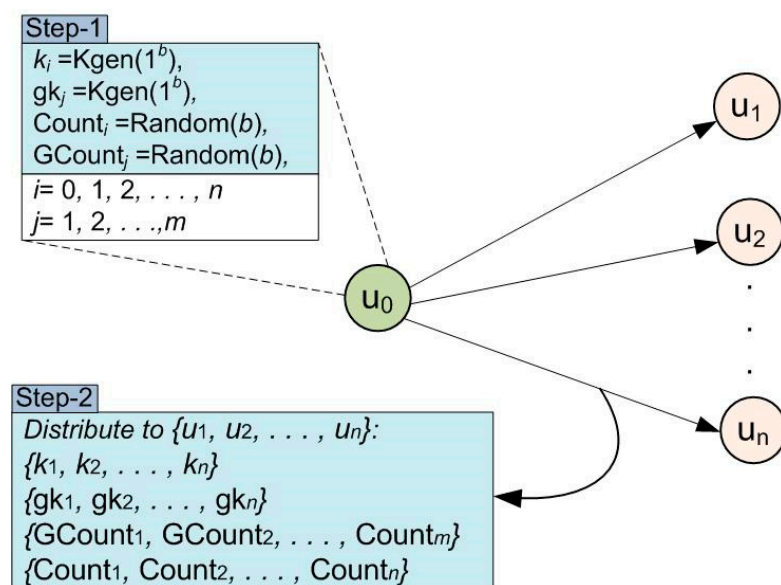 Step-1
kᵢ =Kgen(1ᵇ),
gkⱼ =Kgen(1ᵇ),
Countᵢ =Random(b),
GCountⱼ =Random(b),
i= 0, 1, 2, . . . , n
j= 1, 2, . . .,m
u₀
u₁
u₂
.
.
.
uₙ
Step-2
Distribute to {u₁, u₂, . . . , uₙ}:
{k₁, k₂, . . . , kₙ}
{gk₁, gk₂, . . . , gkₙ}
{GCount₁, GCount₂, . . . , Countₘ}
{Count₁, Count₂, . . . , Countₙ}